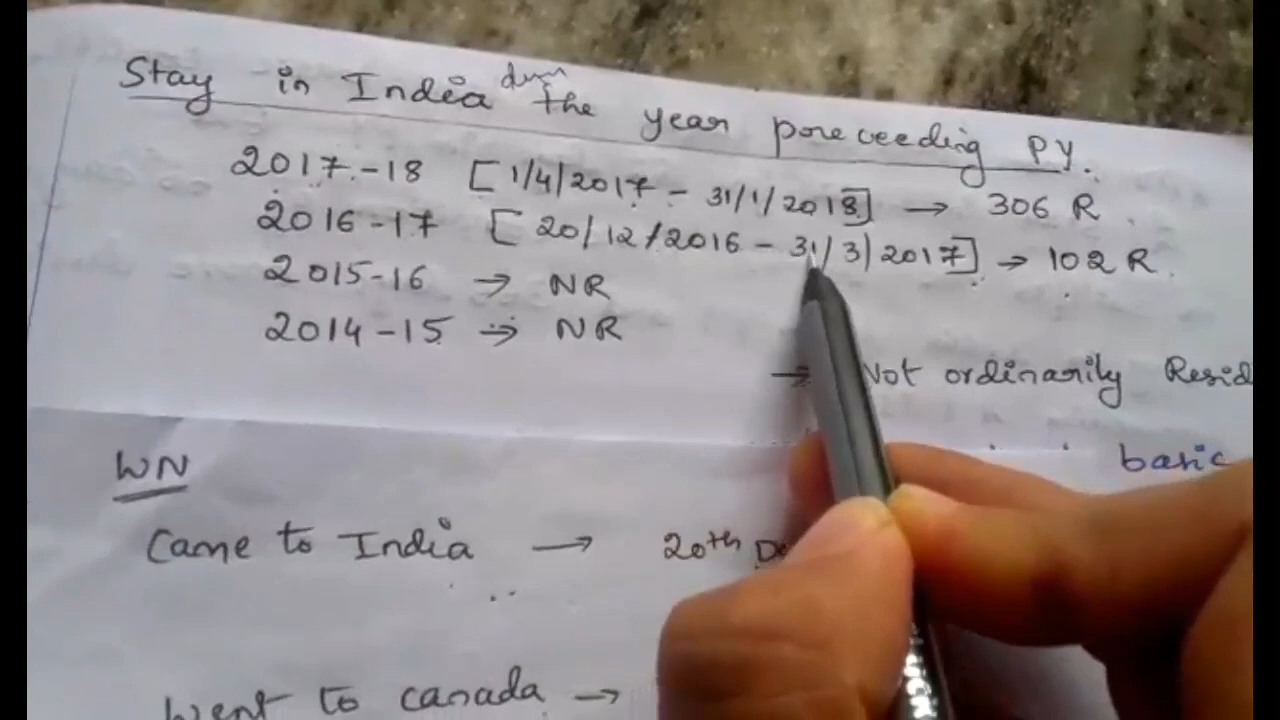 Stay in India the year preveeding PY.
2017-18 [1/4/2017 - 31/1/2018] → 306 R
2016-17 [20/12/2016 - 31/3/2017] → 102 R.
2015-16 → NR
2014-15 → NR
→ Not ordinarily Resid
basic
WN
Came to India → 20th De
Went to canada →